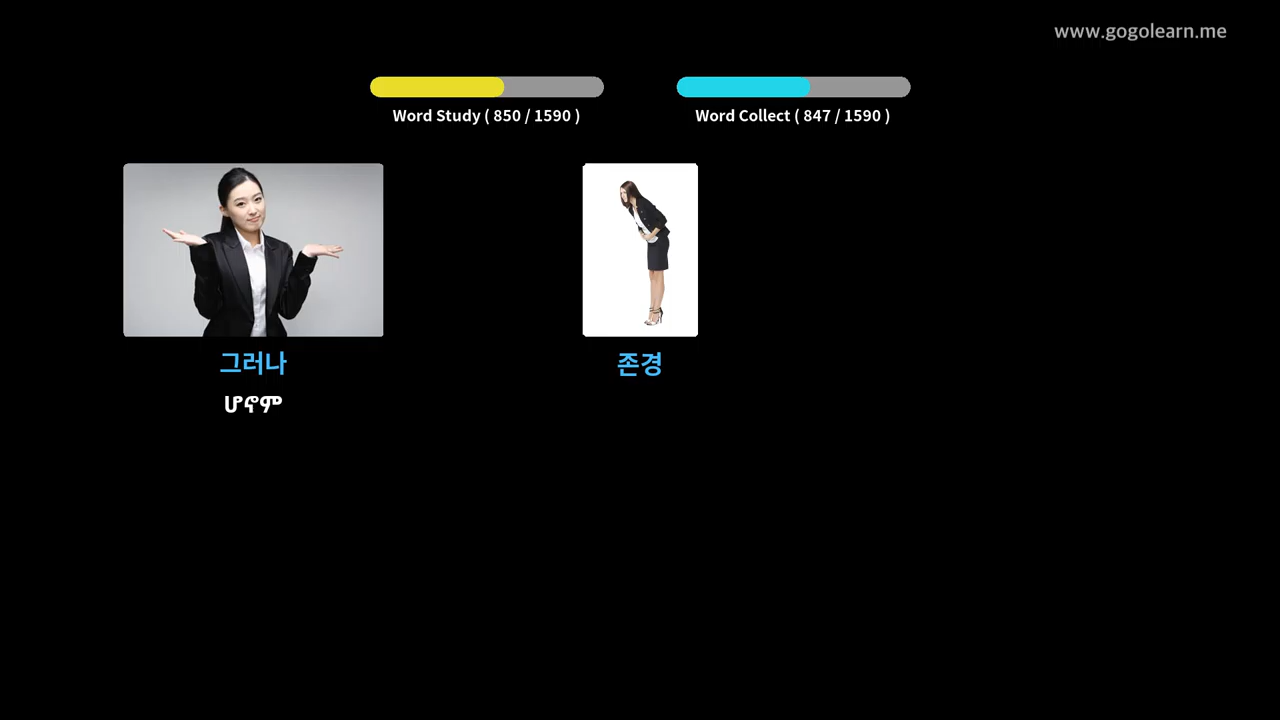 www.gogolearn.me
Word Study ( 850 / 1590 )
Word Collect ( 847 / 1590 )
그러나
ሆኖም
존경